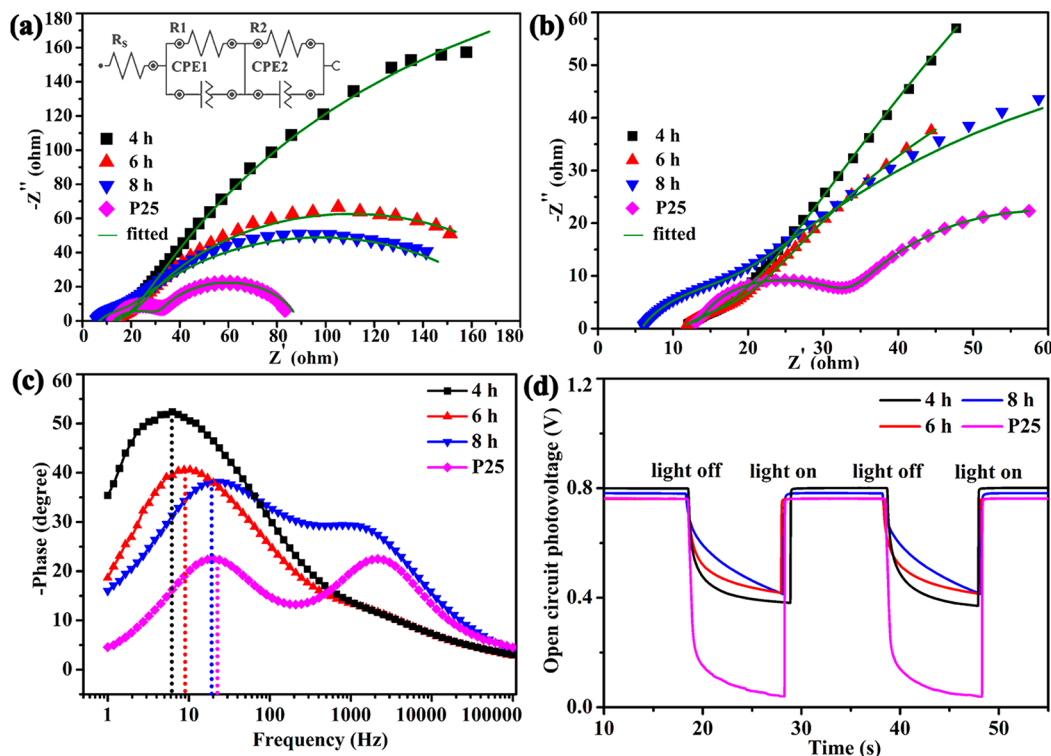 (a)
R_S
R1
R2
CPE1
CPE2
4 h
6 h
8 h
P25
fitted
-Z'' (ohm)
180
160
140
120
100
80
60
40
20
0
0 20 40 60 80 100 120 140 160 180
Z' (ohm)
(b)
4 h
6 h
8 h
P25
fitted
-Z'' (ohm)
60
50
40
30
20
10
0
0 10 20 30 40 50 60
Z' (ohm)
(c)
4 h
6 h
8 h
P25
-Phase (degree)
60
50
40
30
20
10
0
1 10 100 1000 10000 100000
Frequency (Hz)
(d)
4 h 8 h
6 h P25
light off light on light off light on
Open circuit photovoltage (V)
1.2
0.8
0.4
0.0
10 20 30 40 50
Time (s)